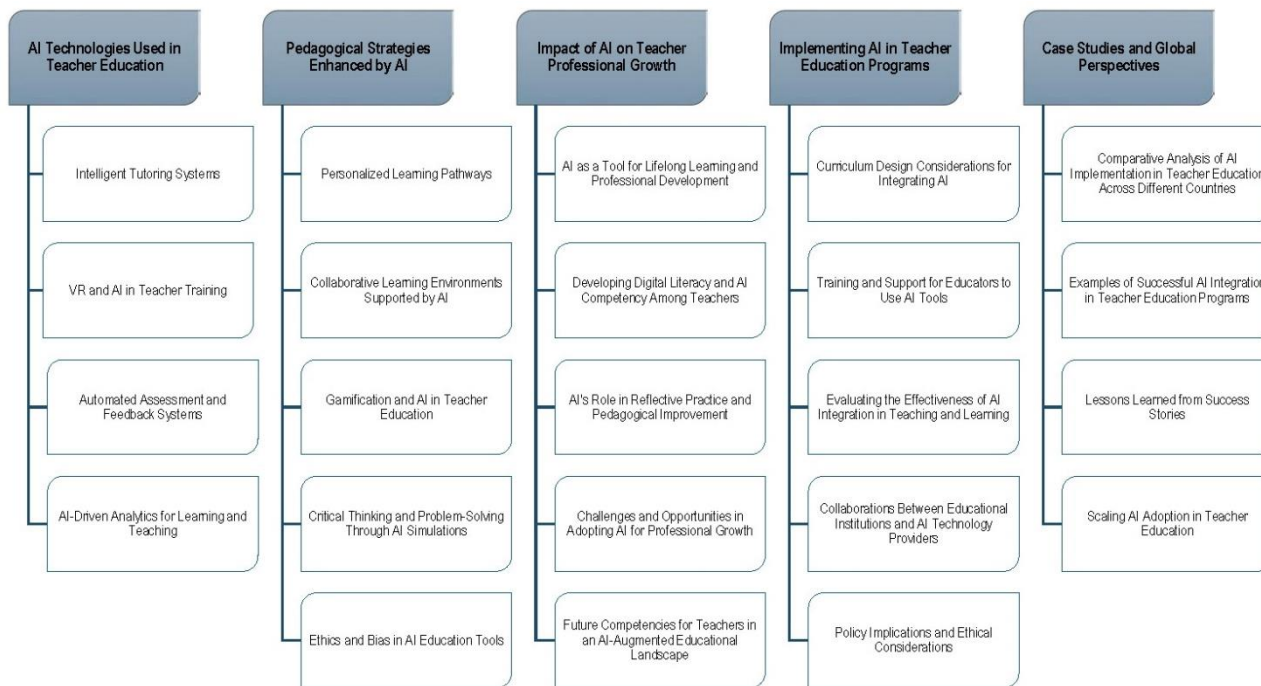 AI Technologies Used in
Teacher Education
Intelligent Tutoring Systems
VR and AI in Teacher Training
Automated Assessment and
Feedback Systems
AI-Driven Analytics for Learning and
Teaching
Pedagogical Strategies
Enhanced by AI
Personalized Learning Pathways
Collaborative Learning Environments
Supported by AI
Gamification and AI in Teacher
Education
Critical Thinking and Problem-Solving
Through AI Simulations
Ethics and Bias in AI Education Tools
Impact of AI on Teacher
Professional Growth
AI as a Tool for Lifelong Learning and
Professional Development
Developing Digital Literacy and AI
Competency Among Teachers
AI's Role in Reflective Practice and
Pedagogical Improvement
Challenges and Opportunities in
Adopting AI for Professional Growth
Future Competencies for Teachers in
an AI-Augmented Educational
Landscape
Implementing AI in Teacher
Education Programs
Curriculum Design Considerations for
Integrating AI
Training and Support for Educators to
Use AI Tools
Evaluating the Effectiveness of AI
Integration in Teaching and Learning
Collaborations Between Educational
Institutions and AI Technology
Providers
Policy Implications and Ethical
Considerations
Case Studies and Global
Perspectives
Comparative Analysis of AI
Implementation in Teacher Education
Across Different Countries
Examples of Successful AI Integration
in Teacher Education Programs
Lessons Learned from Success
Stories
Scaling AI Adoption in Teacher
Education